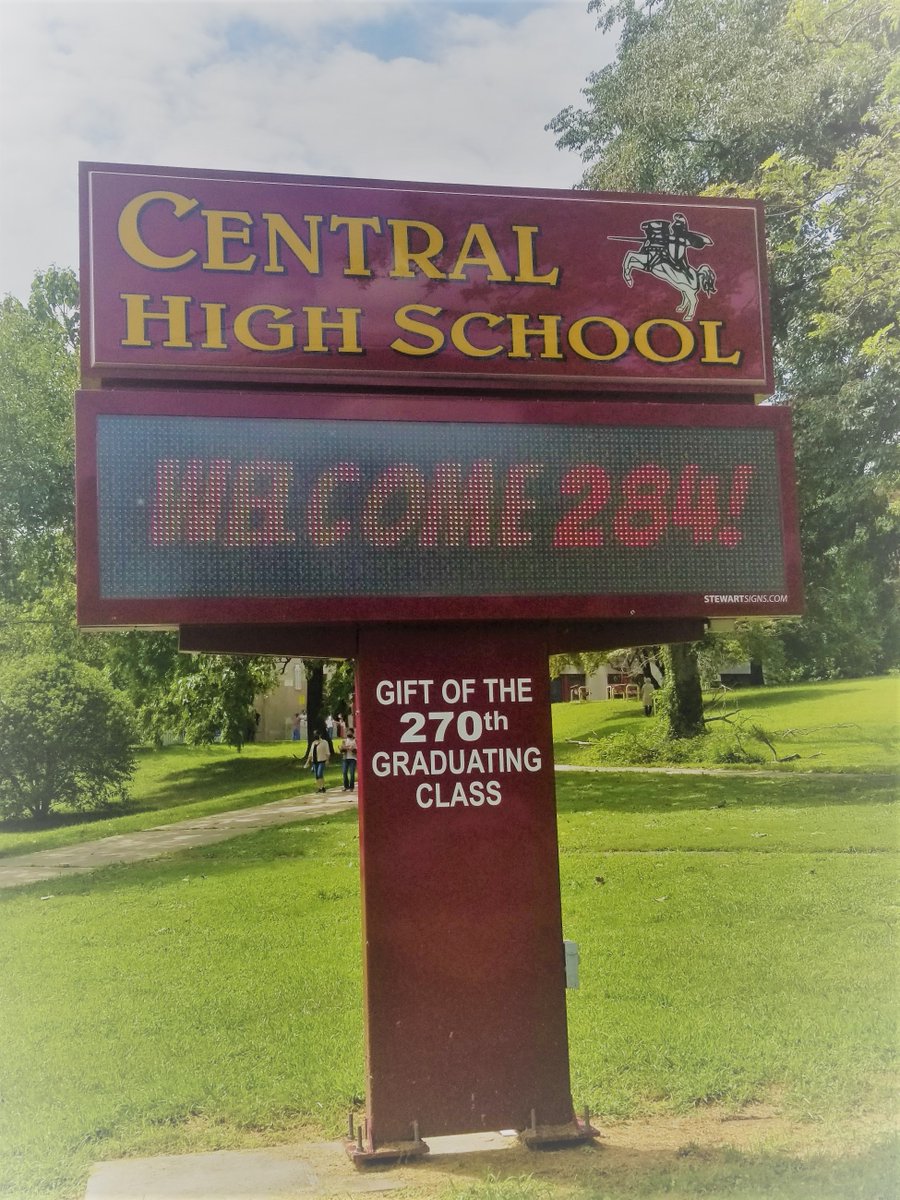 CENTRAL
HIGH SCHOOL
WELCOME 284!
STEWARTSIGNS.COM
GIFT OF THE
270th
GRADUATING
CLASS